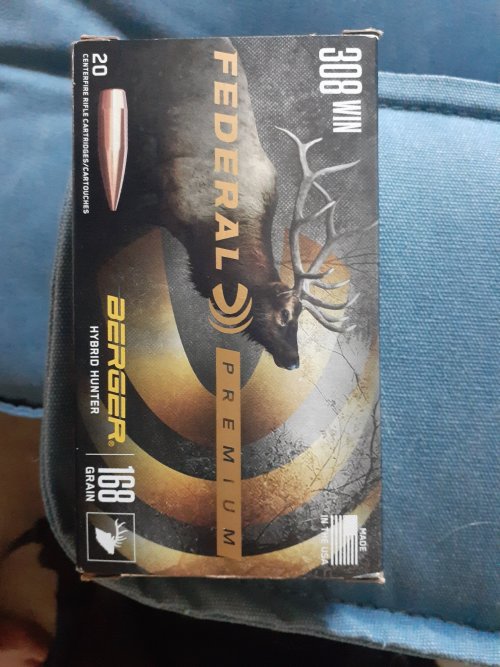 308 WIN
FEDERAL
PREMIUM
20
CENTERFIRE RIFLE CARTRIDGES/CARTOUCHES
BERGER®
HYBRID HUNTER
168
GRAIN
MADE
IN THE USA